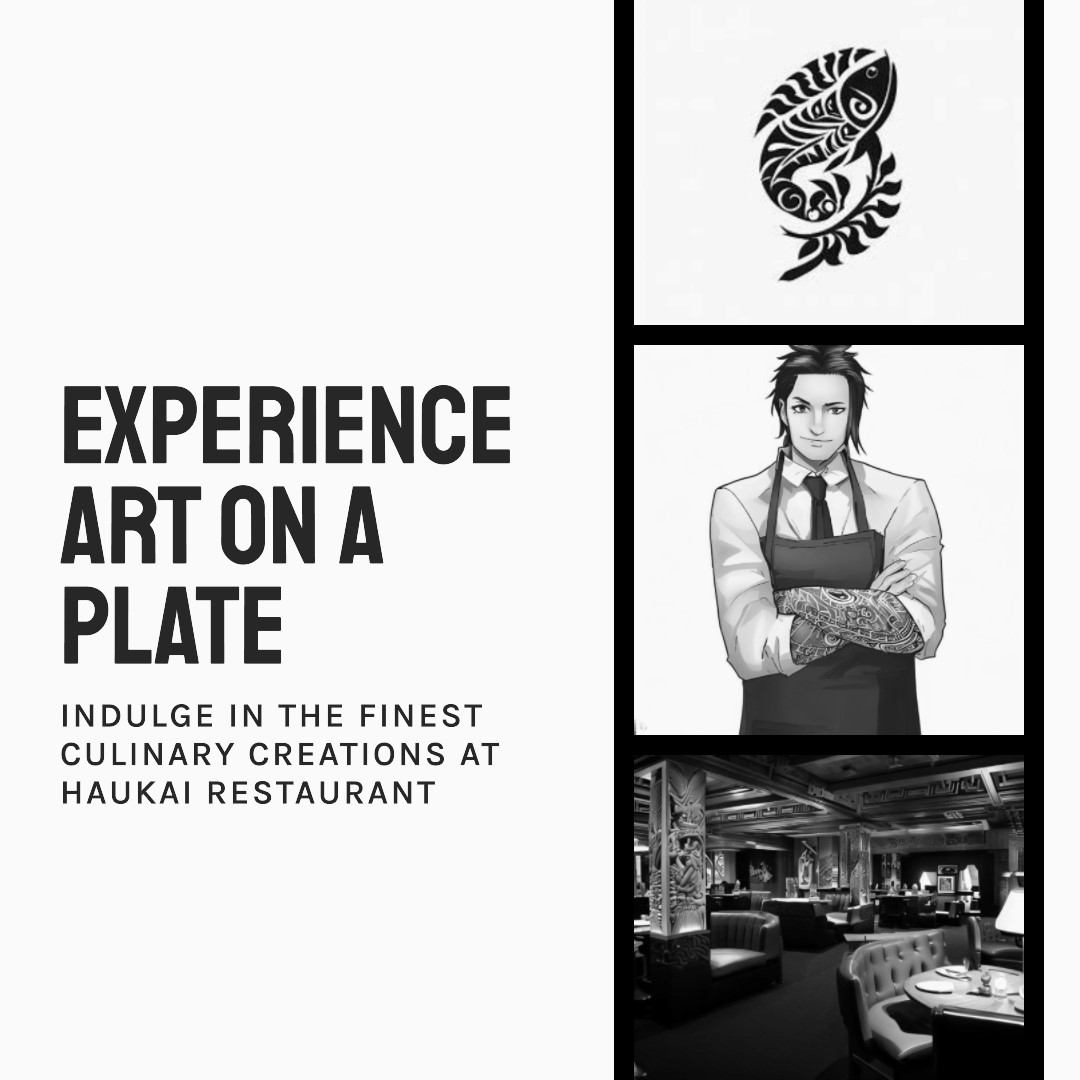 EXPERIENCE
ART ON A
PLATE
INDULGE IN THE FINEST
CULINARY CREATIONS AT
HAUKAI RESTAURANT